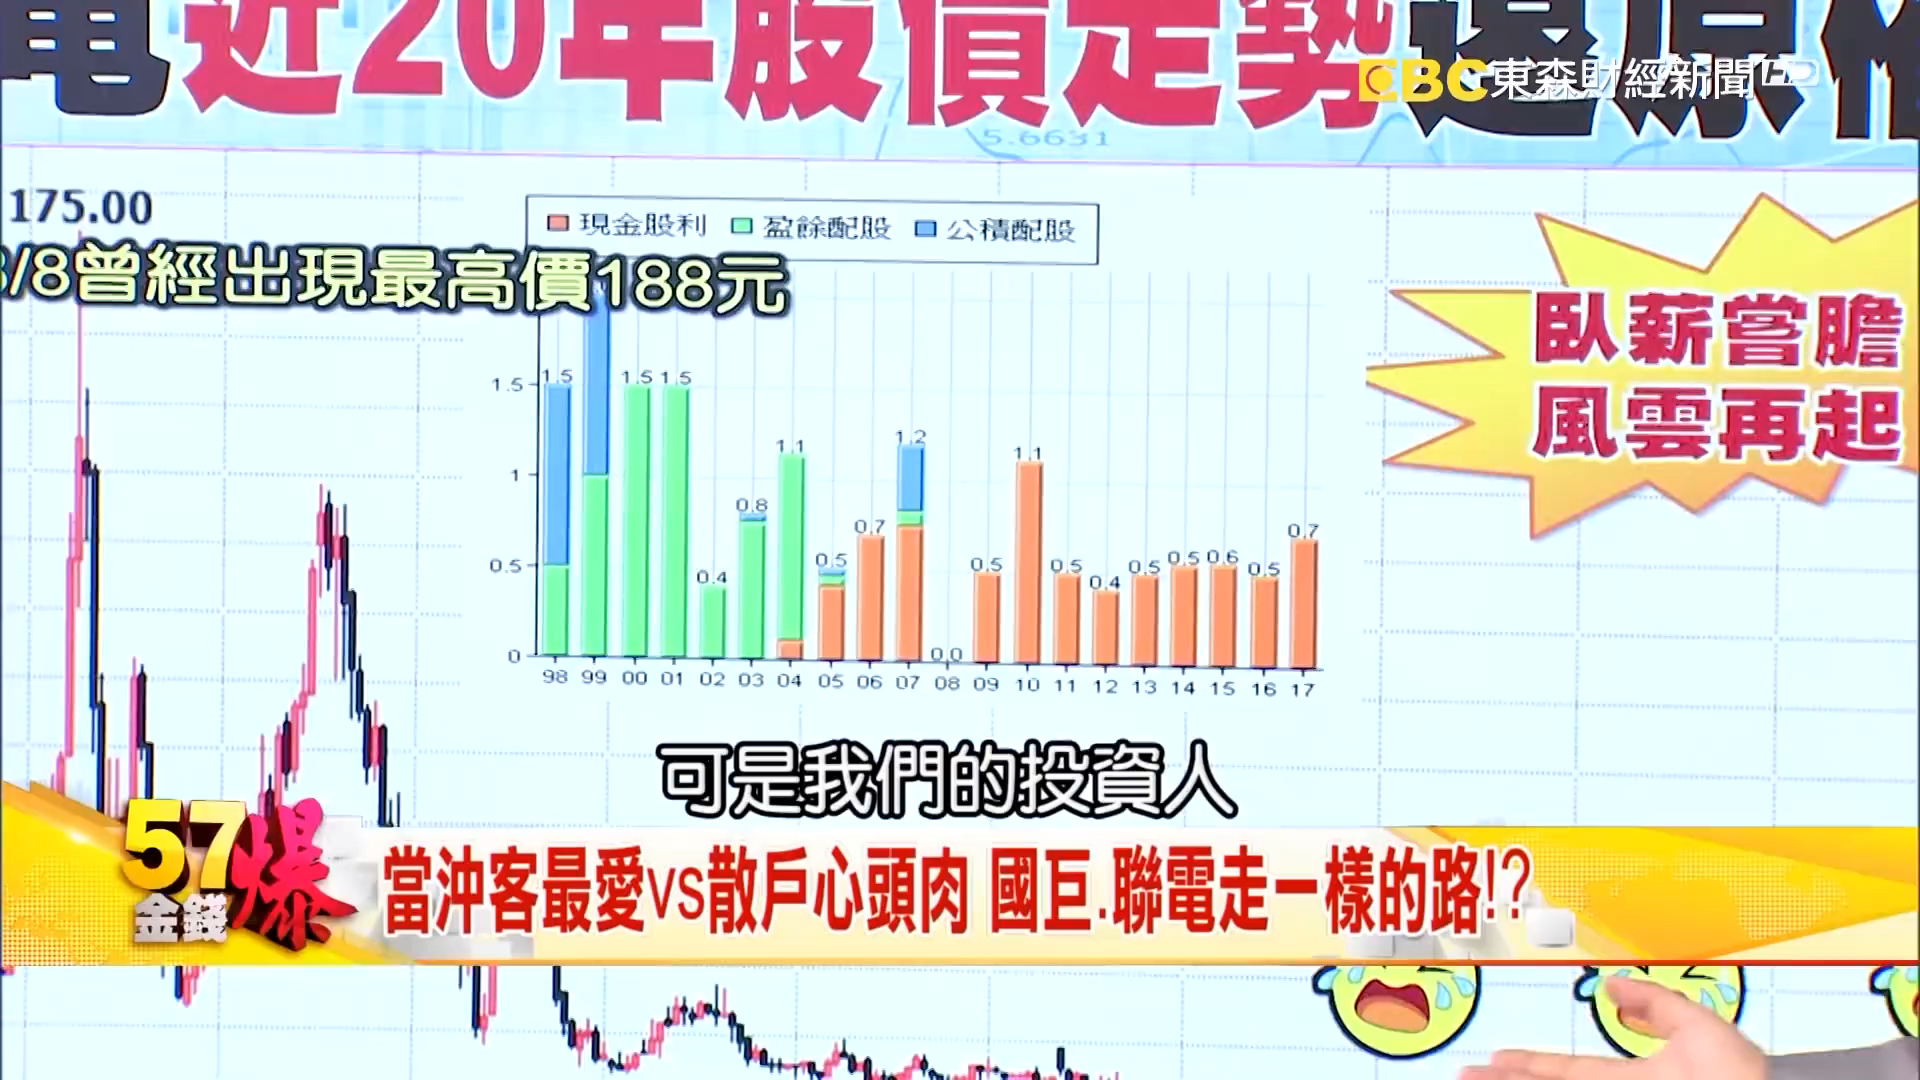 電近20年股價走勢還原
EBC東森財經新聞HD
5.6631
175.00
現金股利 盈餘配股 公積配股
/8曾經出現最高價188元
臥薪嘗膽
風雲再起
1.5 1.5 1.5 1.5
1.2
1 1.1 1.1
0.8 0.7 0.7
0.5 0.4 0.5 0.5 0.5 0.4 0.5 0.5 0.6 0.5
0 0.0
98 99 00 01 02 03 04 05 06 07 08 09 10 11 12 13 14 15 16 17
可是我們的投資人
57爆
金錢
當沖客最愛vs散戶心頭肉 國巨.聯電走一樣的路!?